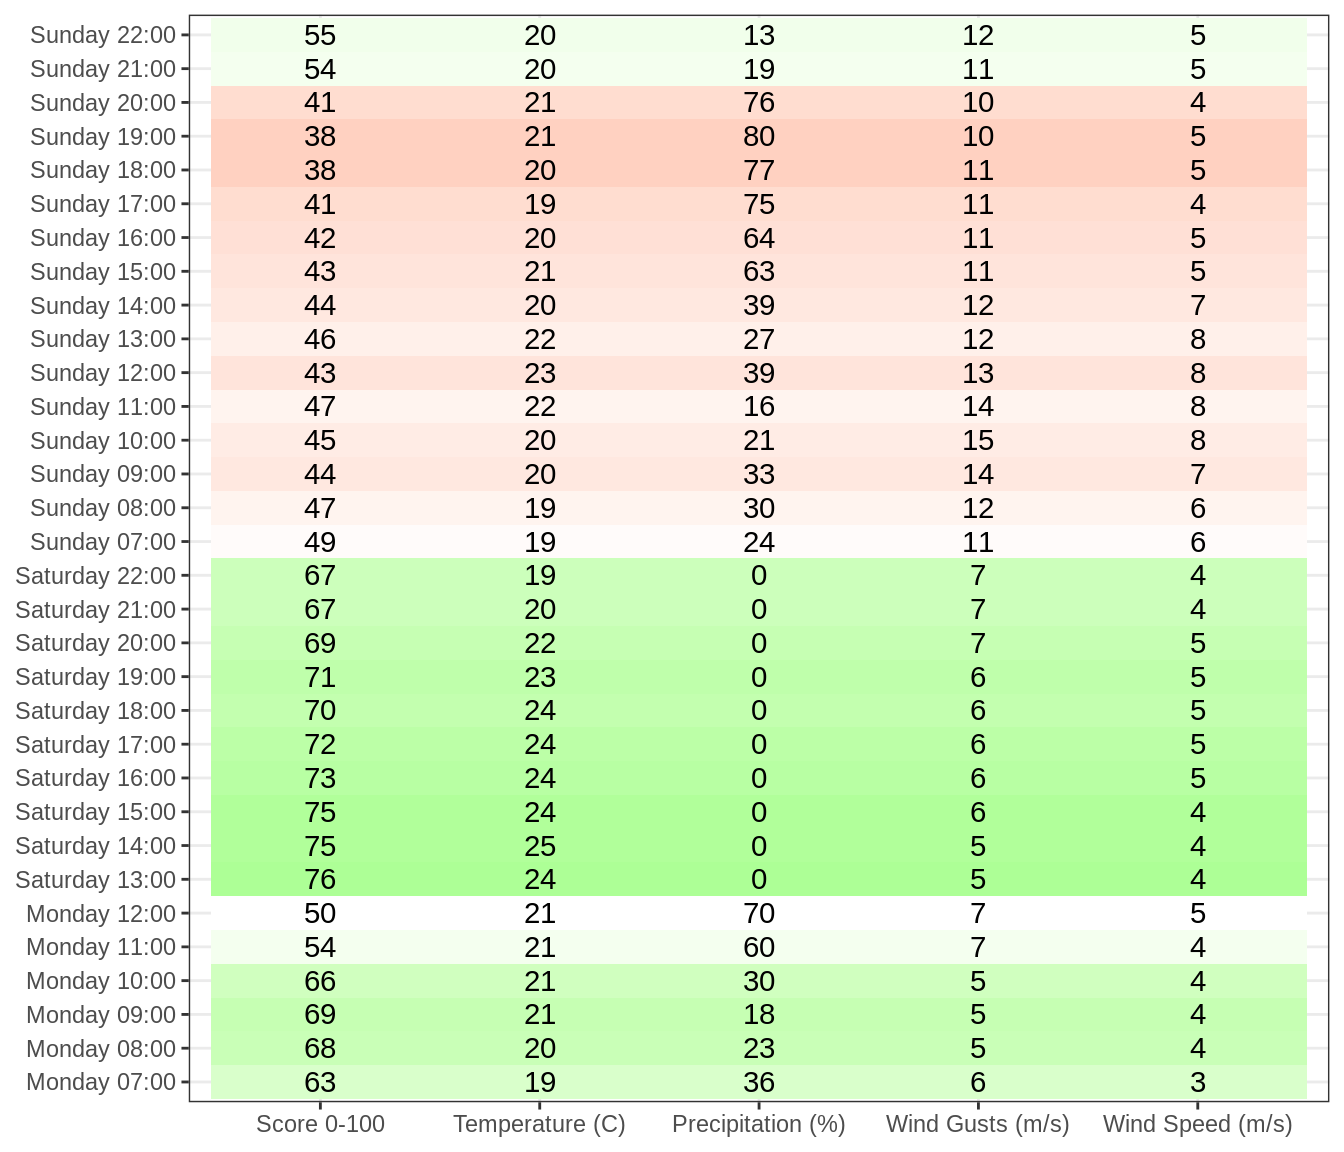 Sunday 22:00 55 20 13 12 5
Sunday 21:00 54 20 19 11 5
Sunday 20:00 41 21 76 10 4
Sunday 19:00 38 21 80 10 5
Sunday 18:00 38 20 77 11 5
Sunday 17:00 41 19 75 11 4
Sunday 16:00 42 20 64 11 5
Sunday 15:00 43 21 63 11 5
Sunday 14:00 44 20 39 12 7
Sunday 13:00 46 22 27 12 8
Sunday 12:00 43 23 39 13 8
Sunday 11:00 47 22 16 14 8
Sunday 10:00 45 20 21 15 8
Sunday 09:00 44 20 33 14 7
Sunday 08:00 47 19 30 12 6
Sunday 07:00 49 19 24 11 6
Saturday 22:00 67 19 0 7 4
Saturday 21:00 67 20 0 7 4
Saturday 20:00 69 22 0 7 5
Saturday 19:00 71 23 0 6 5
Saturday 18:00 70 24 0 6 5
Saturday 17:00 72 24 0 6 5
Saturday 16:00 73 24 0 6 5
Saturday 15:00 75 24 0 6 4
Saturday 14:00 75 25 0 5 4
Saturday 13:00 76 24 0 5 4
Monday 12:00 50 21 70 7 5
Monday 11:00 54 21 60 7 4
Monday 10:00 66 21 30 5 4
Monday 09:00 69 21 18 5 4
Monday 08:00 68 20 23 5 4
Monday 07:00 63 19 36 6 3
Score 0-100 Temperature (C) Precipitation (%) Wind Gusts (m/s) Wind Speed (m/s)